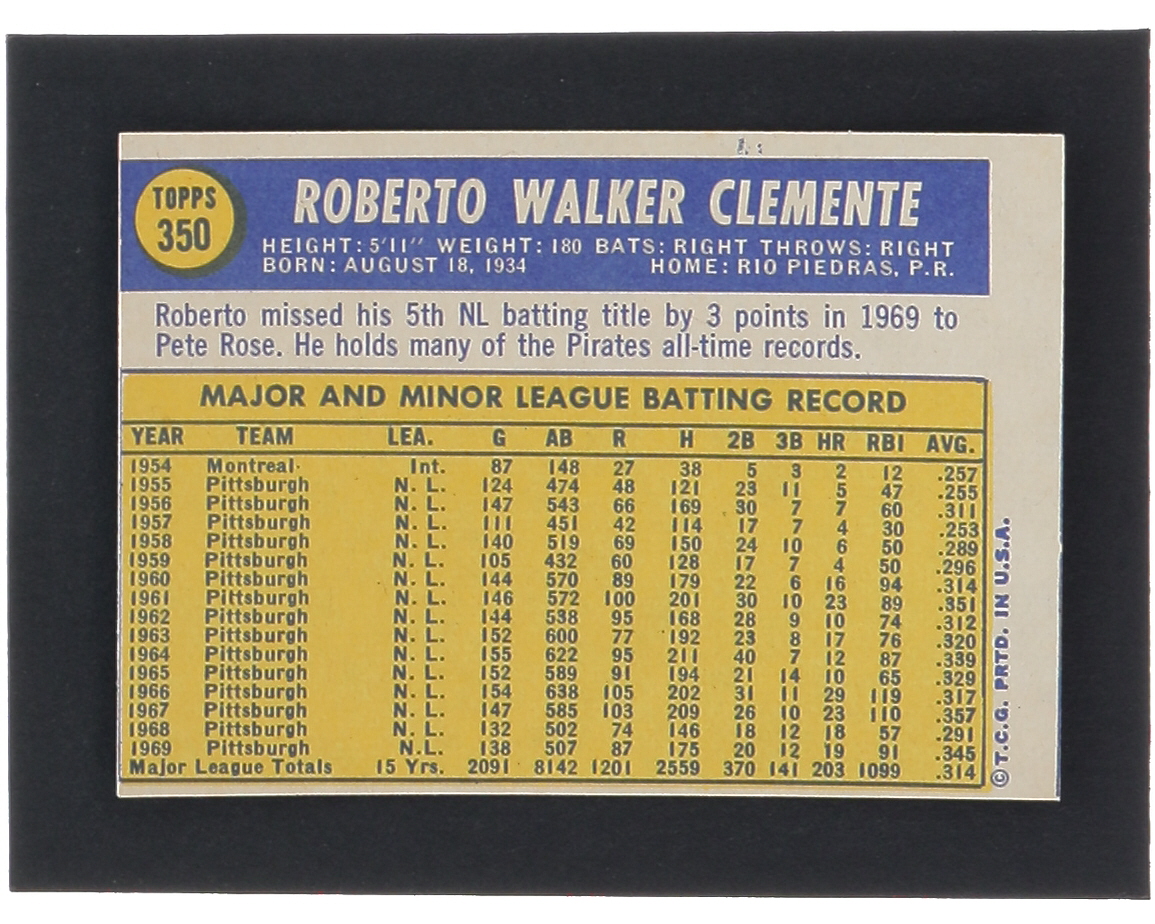 TOPPS
350
ROBERTO WALKER CLEMENTE
HEIGHT: 5'11" WEIGHT: 180 BATS: RIGHT THROWS: RIGHT
BORN: AUGUST 18, 1934 HOME: RIO PIEDRAS, P.R.
Roberto missed his 5th NL batting title by 3 points in 1969 to
Pete Rose. He holds many of the Pirates all-time records.
MAJOR AND MINOR LEAGUE BATTING RECORD
YEAR TEAM LEA. G AB R H 2B 3B HR RBI AVG.
1954 Montreal Int. 87 148 27 38 5 3 2 12 .257
1955 Pittsburgh N. L. 124 474 48 121 23 11 5 47 .255
1956 Pittsburgh N. L. 147 543 66 169 30 7 7 60 .311
1957 Pittsburgh N. L. 111 451 42 114 17 7 4 30 .253
1958 Pittsburgh N. L. 140 519 69 150 24 10 6 50 .289
1959 Pittsburgh N. L. 105 432 60 128 17 7 4 50 .296
1960 Pittsburgh N. L. 144 570 89 179 22 6 16 94 .314
1961 Pittsburgh N. L. 146 572 100 201 30 10 23 89 .351
1962 Pittsburgh N. L. 144 538 95 168 28 9 10 74 .312
1963 Pittsburgh N. L. 152 600 77 192 23 8 17 76 .320
1964 Pittsburgh N. L. 155 622 95 211 40 7 12 87 .339
1965 Pittsburgh N. L. 152 589 91 194 21 14 10 65 .329
1966 Pittsburgh N. L. 154 638 105 202 31 11 29 119 .317
1967 Pittsburgh N. L. 147 585 103 209 26 10 23 110 .357
1968 Pittsburgh N. L. 132 502 74 146 18 12 18 57 .291
1969 Pittsburgh N.L. 138 507 87 175 20 12 19 91 .345
Major League Totals 15 Yrs. 2091 8142 1201 2559 370 141 203 1099 .314
© T.C.G. PRTD. IN U.S.A.